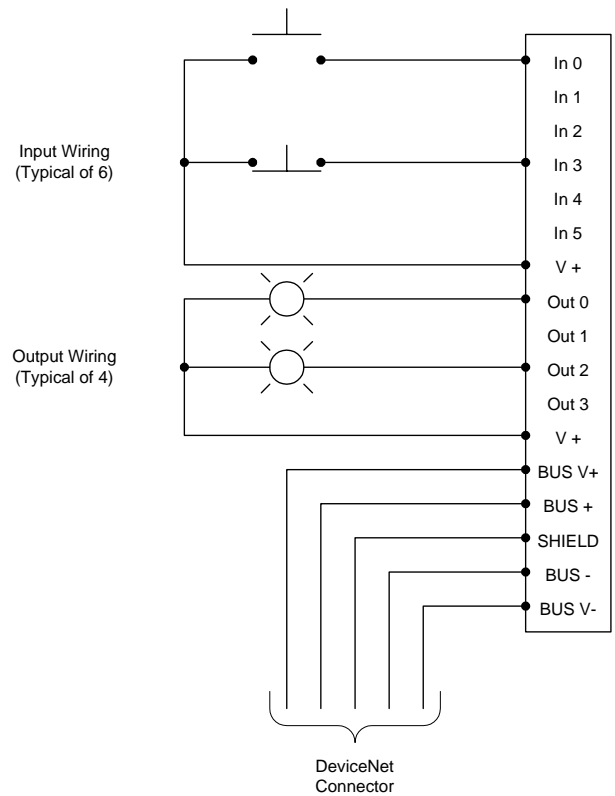 In 0
In 1
In 2
Input Wiring
(Typical of 6)
In 3
In 4
In 5
V +
Out 0
Out 1
Output Wiring
(Typical of 4)
Out 2
Out 3
V +
BUS V+
BUS +
SHIELD
BUS -
BUS V-
DeviceNet
Connector